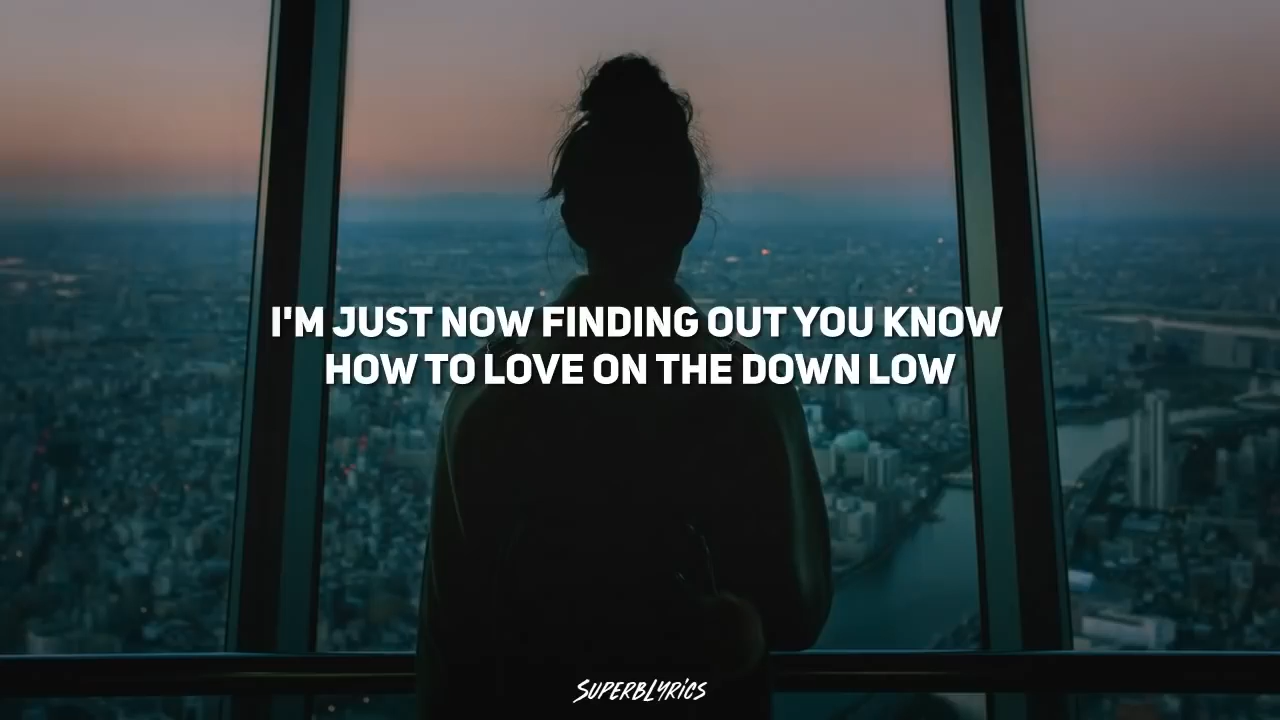 I'M JUST NOW FINDING OUT YOU KNOW
HOW TO LOVE ON THE DOWN LOW
SUPERBLYRICS